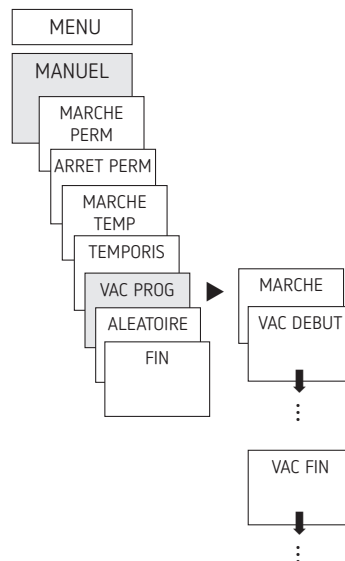 MENU
MANUEL
MARCHE
PERM
ARRET PERM
MARCHE
TEMP
TEMPORIS
VAC PROG
ALEATOIRE
FIN
MARCHE
VAC DEBUT
VAC FIN